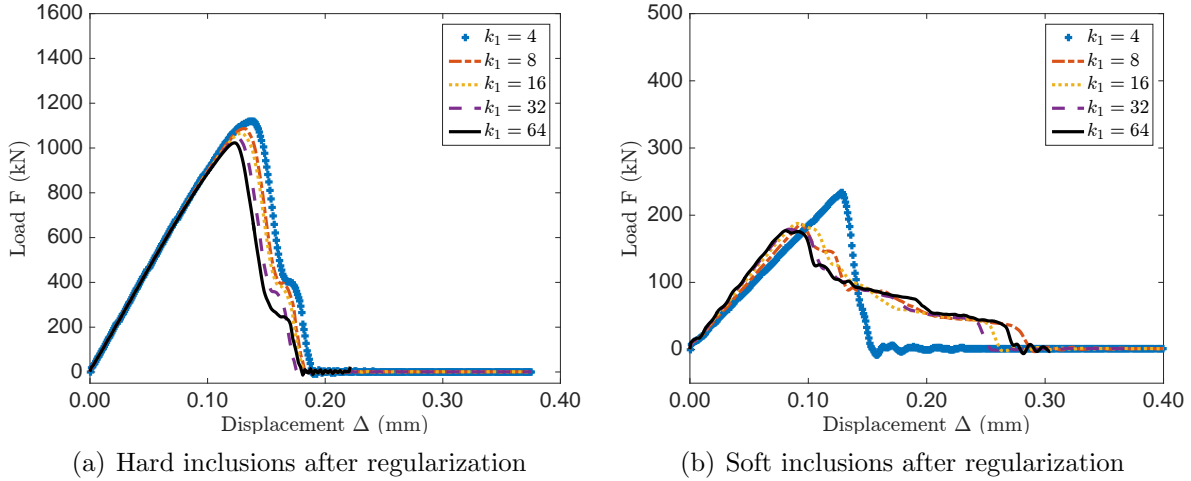 1600
1400
1200
1000
800
600
400
200
0
Load F (kN)
0.00 0.10 0.20 0.30 0.40
Displacement Δ (mm)
k₁ = 4
k₁ = 8
k₁ = 16
k₁ = 32
k₁ = 64
(a) Hard inclusions after regularization
500
400
300
200
100
0
Load F (kN)
0.00 0.10 0.20 0.30 0.40
Displacement Δ (mm)
k₁ = 4
k₁ = 8
k₁ = 16
k₁ = 32
k₁ = 64
(b) Soft inclusions after regularization